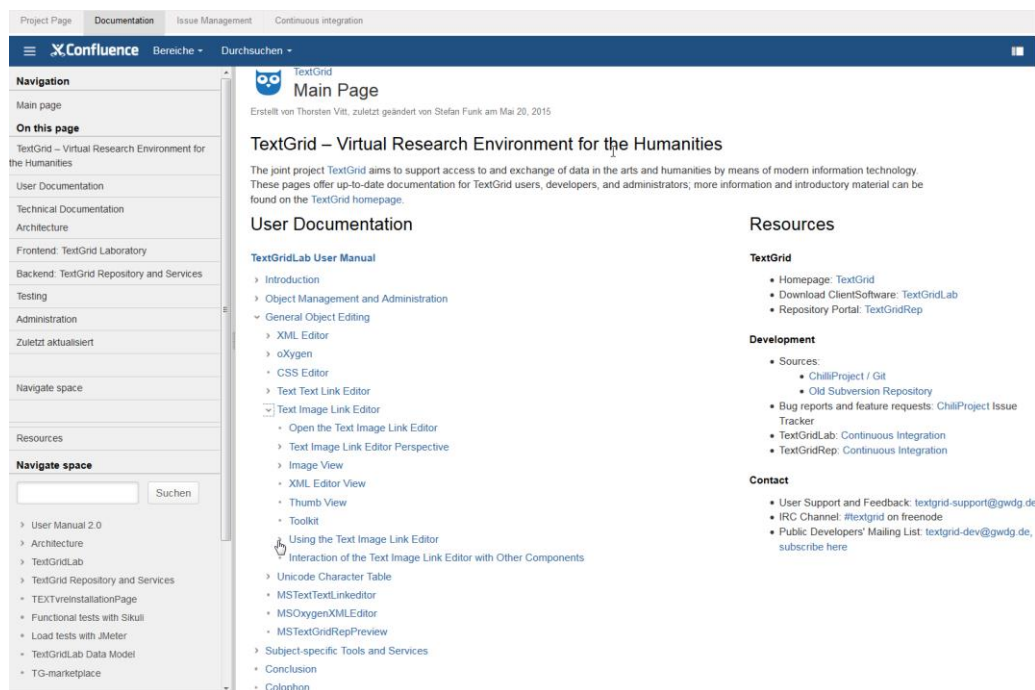 Project Page Documentation Issue Management Continuous integration
Confluence Bereiche Durchsuchen
Navigation
Main page
On this page
TextGrid – Virtual Research Environment for
the Humanities
User Documentation
Technical Documentation
Architecture
Frontend: TextGrid Laboratory
Backend: TextGrid Repository and Services
Testing
Administration
Zuletzt aktualisiert
Navigate space
Resources
Navigate space
Suchen
User Manual 2.0
Architecture
TextGridLab
TextGrid Repository and Services
TEXTvreInstallationPage
Functional tests with Sikuli
Load tests with JMeter
TextGridLab Data Model
TG-marketplace
TextGrid
Main Page
Erstellt von Thorsten Vitt, zuletzt geändert von Stefan Funk am Mai 20, 2015
TextGrid – Virtual Research Environment for the Humanities
The joint project TextGrid aims to support access to and exchange of data in the arts and humanities by means of modern information technology.
These pages offer up-to-date documentation for TextGrid users, developers, and administrators; more information and introductory material can be
found on the TextGrid homepage.
User Documentation
TextGridLab User Manual
Introduction
Object Management and Administration
General Object Editing
XML Editor
oXygen
CSS Editor
Text Text Link Editor
Text Image Link Editor
Open the Text Image Link Editor
Text Image Link Editor Perspective
Image View
XML Editor View
Thumb View
Toolkit
Using the Text Image Link Editor
Interaction of the Text Image Link Editor with Other Components
Unicode Character Table
MSTextTextLinkeditor
MSOxygenXMLEditor
MSTextGridRepPreview
Subject-specific Tools and Services
Conclusion
Colophon
Resources
TextGrid
Homepage: TextGrid
Download ClientSoftware: TextGridLab
Repository Portal: TextGridRep
Development
Sources:
ChilliProject / Git
Old Subversion Repository
Bug reports and feature requests: ChiliProject Issue
Tracker
TextGridLab: Continuous Integration
TextGridRep: Continuous Integration
Contact
User Support and Feedback: textgrid-support@gwdg.de
IRC Channel: #textgrid on freenode
Public Developers' Mailing List: textgrid-dev@gwdg.de,
subscribe here